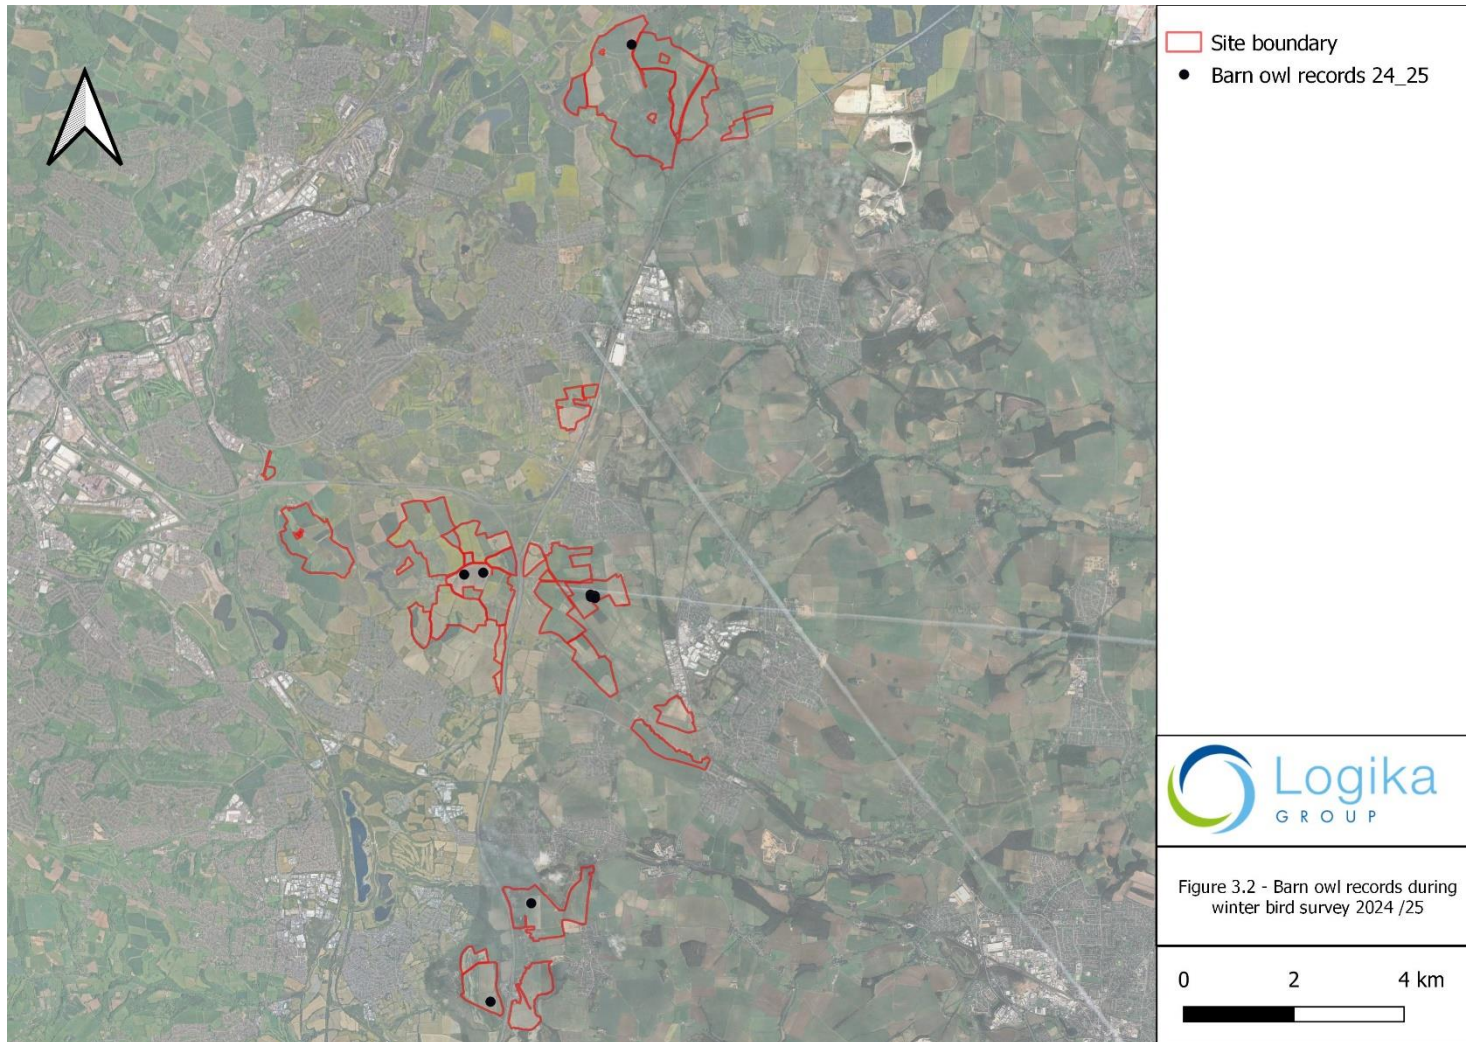 Site boundary
Barn owl records 24_25
Logika
GROUP
Figure 3.2 - Barn owl records during
winter bird survey 2024 /25
0 2 4 km